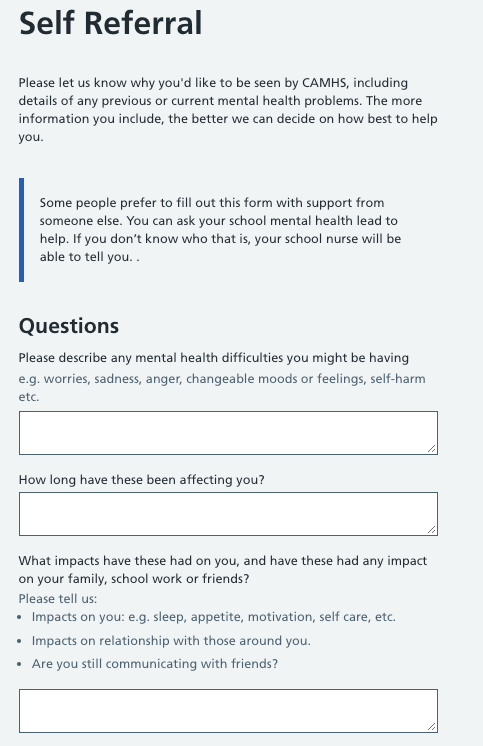 Self Referral
Please let us know why you'd like to be seen by CAMHS, including
details of any previous or current mental health problems. The more
information you include, the better we can decide on how best to help
you.
Some people prefer to fill out this form with support from
someone else. You can ask your school mental health lead to
help. If you don’t know who that is, your school nurse will be
able to tell you. .
Questions
Please describe any mental health difficulties you might be having
e.g. worries, sadness, anger, changeable moods or feelings, self-harm
etc.
How long have these been affecting you?
What impacts have these had on you, and have these had any impact
on your family, school work or friends?
Please tell us:
• Impacts on you: e.g. sleep, appetite, motivation, self care, etc.
• Impacts on relationship with those around you.
• Are you still communicating with friends?